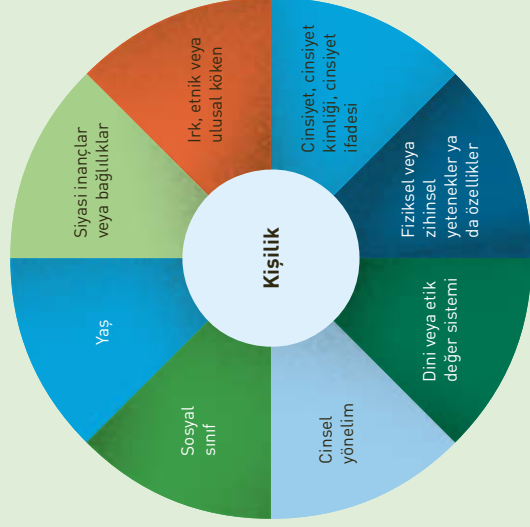 Kişilik
Irk, etnik veya
ulusal köken
Cinsiyet, cinsiyet
kimliği, cinsiyet
ifadesi
Fiziksel veya
zihinsel
yetenekler ya
da özellikler
Dini veya etik
değer sistemi
Cinsel
yönelim
Sosyal
sınıf
Yaş
Siyasi inançlar
veya bağlılıklar